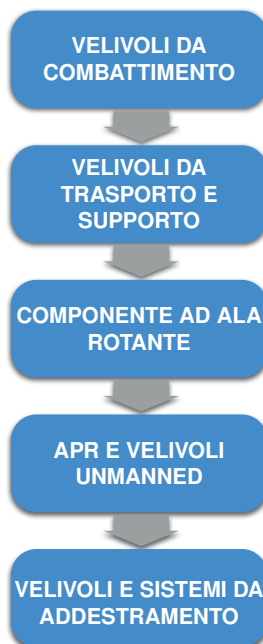 VELIVOLI DA
COMBATTIMENTO
VELIVOLI DA
TRASPORTO E
SUPPORTO
COMPONENTE AD ALA
ROTANTE
APR E VELIVOLI
UNMANNED
VELIVOLI E SISTEMI DA
ADDESTRAMENTO